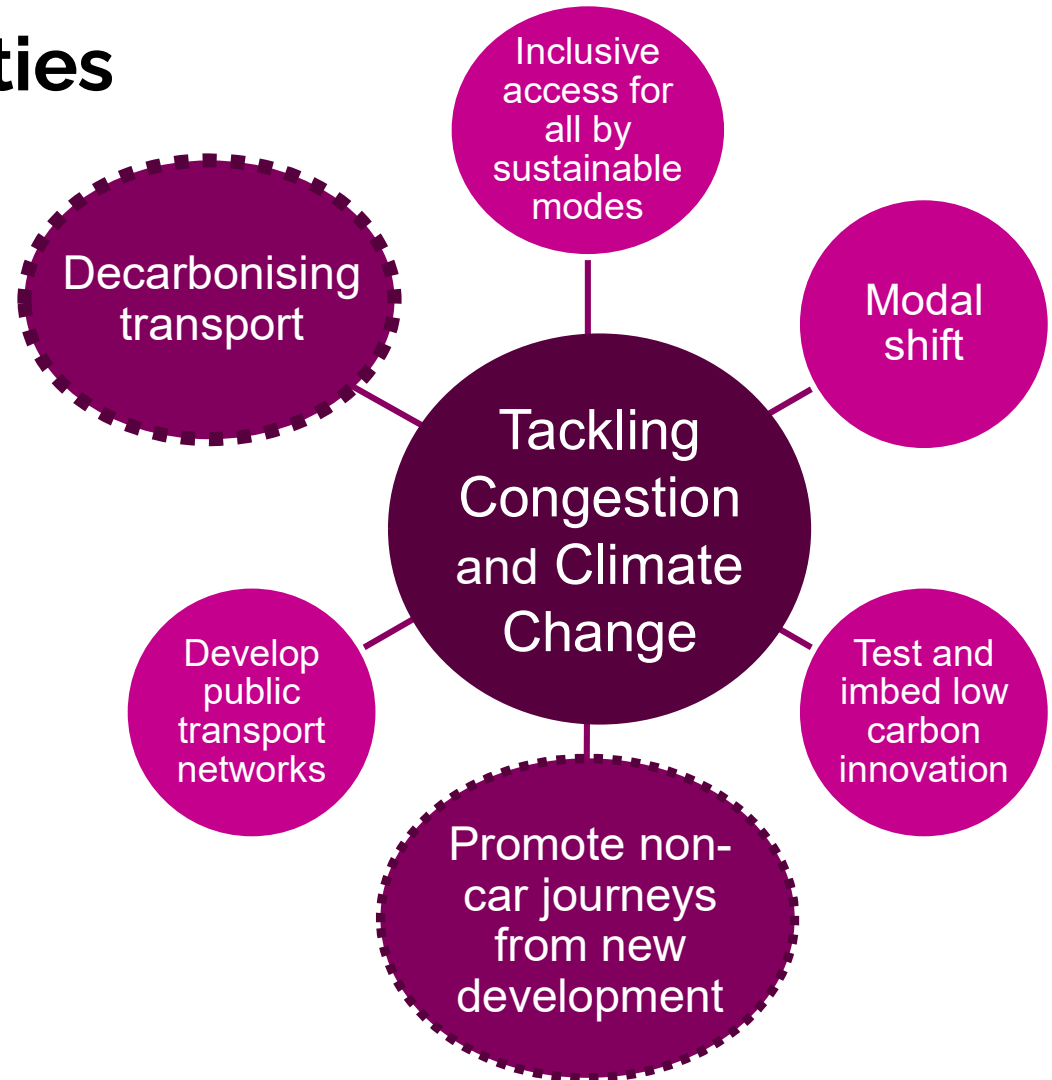 ties
Inclusive
access for
all by
sustainable
modes
Decarbonising
transport
Modal
shift
Tackling
Congestion
and Climate
Change
Develop
public
transport
networks
Test and
imbed low
carbon
innovation
Promote non-
car journeys
from new
development